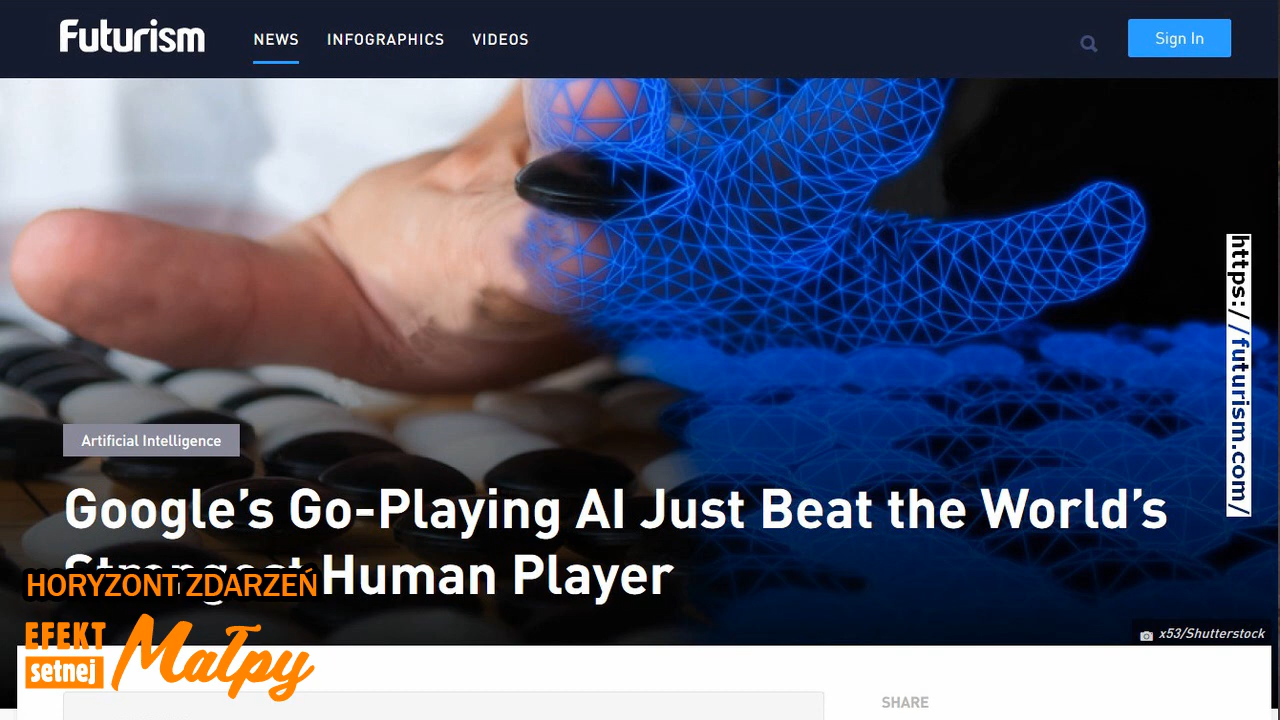 Futurism
NEWS
INFOGRAPHICS
VIDEOS
Sign In
https://futurism.com/
Artificial Intelligence
Google’s Go-Playing AI Just Beat the World’s
Strongest Human Player
HORYZONT ZDARZEŃ
EFEKT
setnej
Małpy
x53/Shutterstock
SHARE